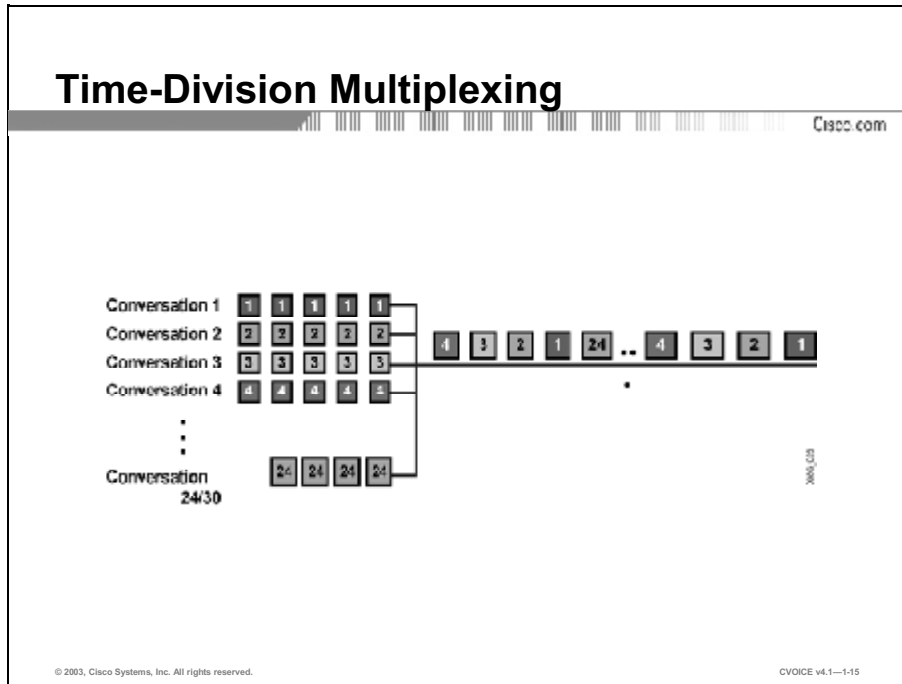 Time-Division Multiplexing
Cisco.com
Conversation 1 1 1 1 1 1
Conversation 2 2 2 2 2 2
Conversation 3 3 3 3 3 3
Conversation 4 4 4 4 4 4
4 3 2 1 24 .. 4 3 2 1
Conversation 24 24 24 24
24/30
© 2003, Cisco Systems, Inc. All rights reserved.
CVOICE v4.1—1-15